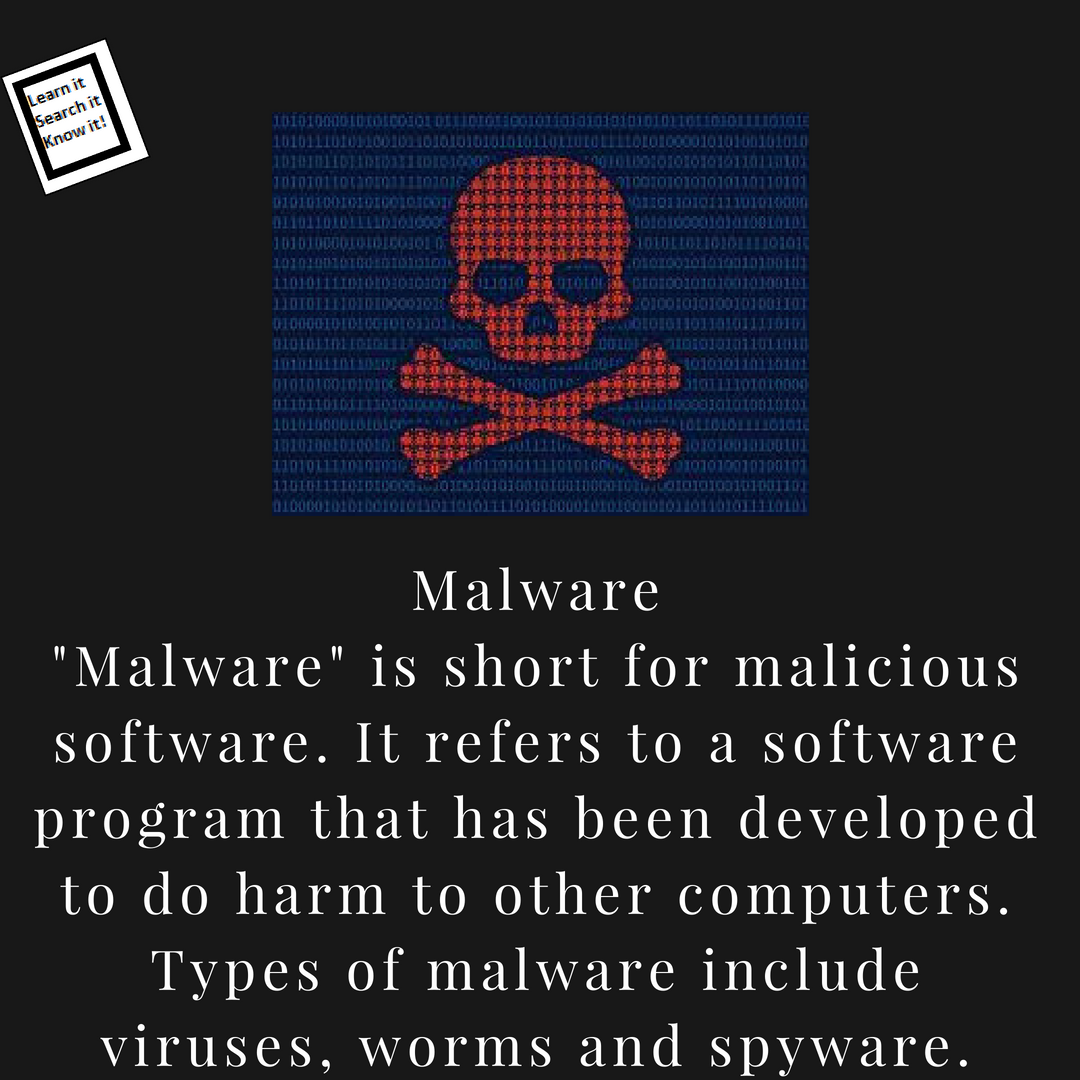 Learn it
Search it
Know it!
Malware
"Malware" is short for malicious
software. It refers to a software
program that has been developed
to do harm to other computers.
Types of malware include
viruses, worms and spyware.